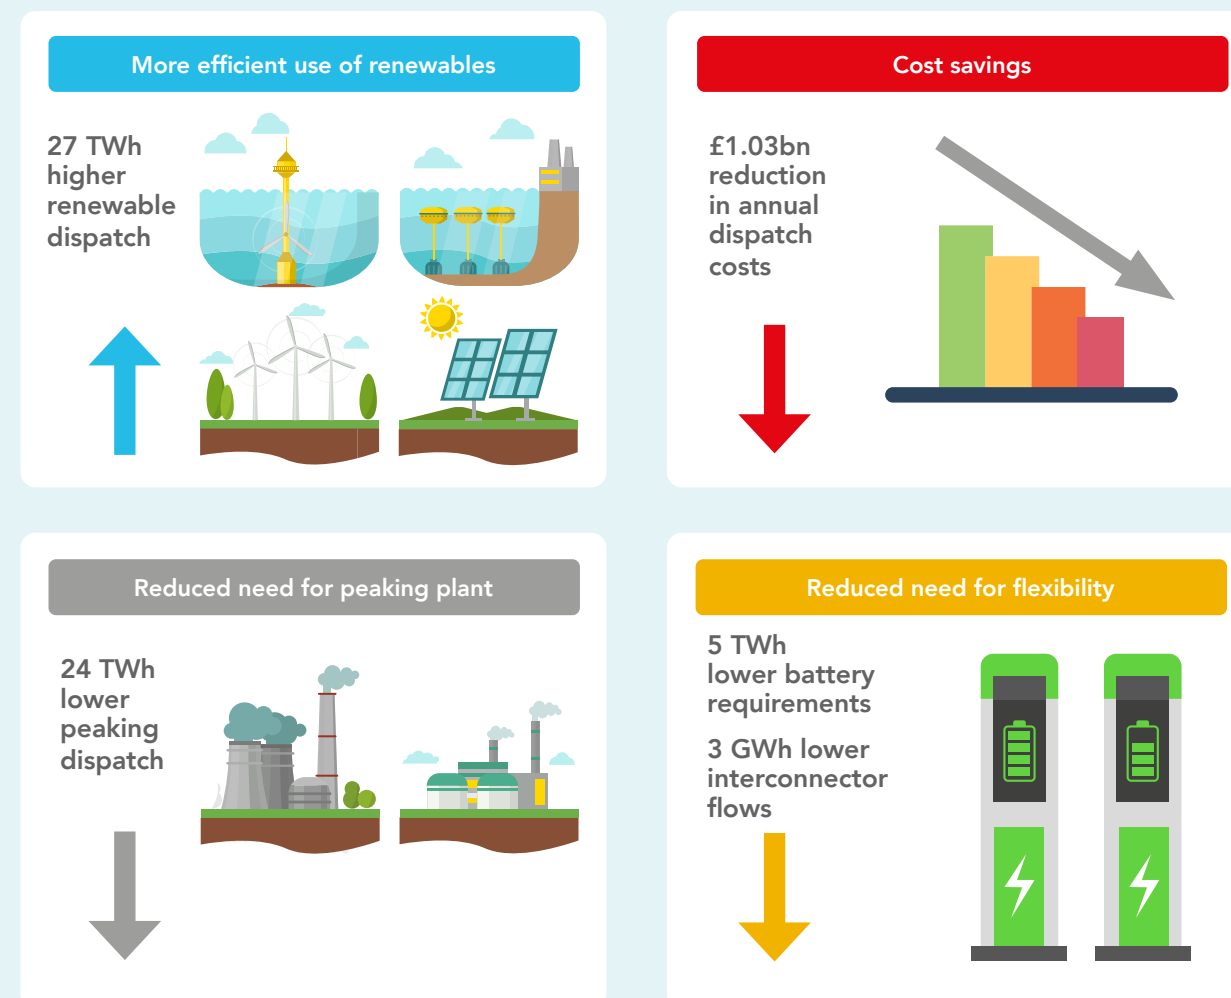 More efficient use of renewables
27 TWh
higher
renewable
dispatch
Cost savings
£1.03bn
reduction
in annual
dispatch
costs
Reduced need for peaking plant
24 TWh
lower
peaking
dispatch
Reduced need for flexibility
5 TWh
lower battery
requirements
3 GWh lower
interconnector
flows